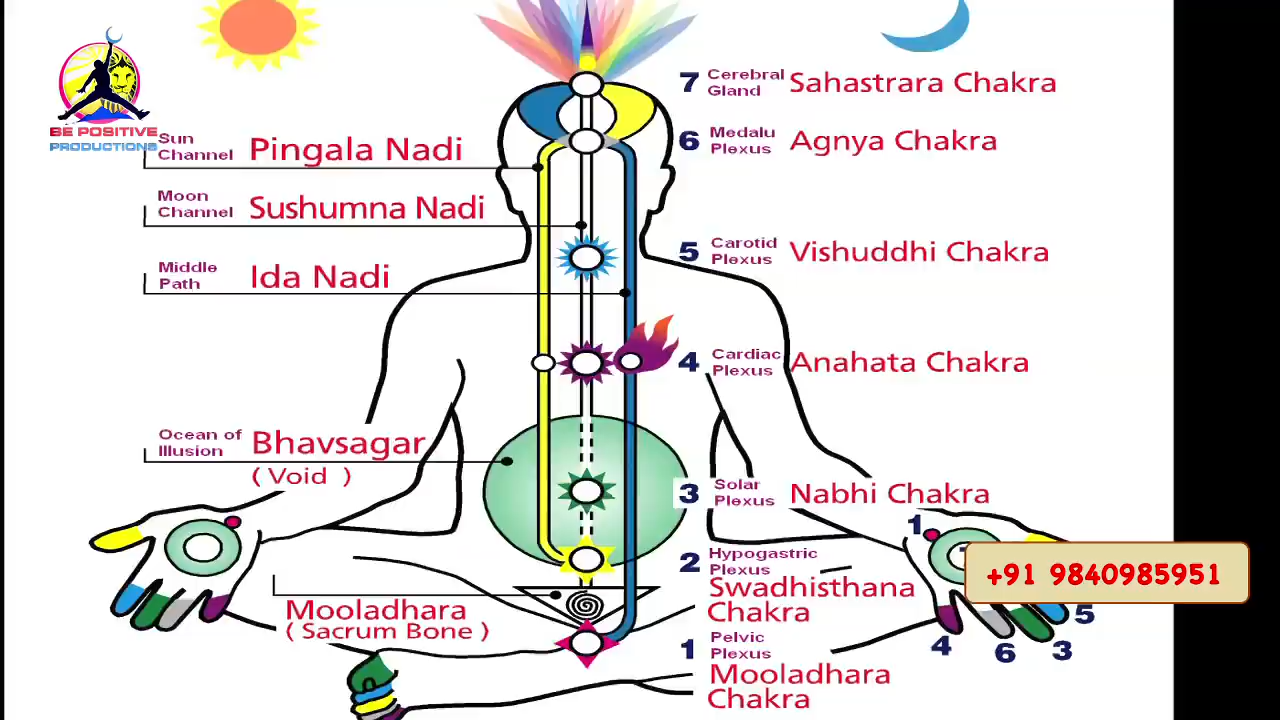 BE POSITIVE
PRODUCTIONS
Sun
Channel
Pingala Nadi
Moon
Channel
Sushumna Nadi
Middle
Path
Ida Nadi
Ocean of
Illusion
Bhavsagar
( Void )
Mooladhara
( Sacrum Bone )
7 Cerebral
Gland
Sahastrara Chakra
6 Medalu
Plexus
Agnya Chakra
5 Carotid
Plexus
Vishuddhi Chakra
4 Cardiac
Plexus
Anahata Chakra
3 Solar
Plexus
Nabhi Chakra
2 Hypogastric
Plexus
Swadhisthana
Chakra
1 Pelvic
Plexus
Mooladhara
Chakra
1
+91 9840985951
5
4
6
3